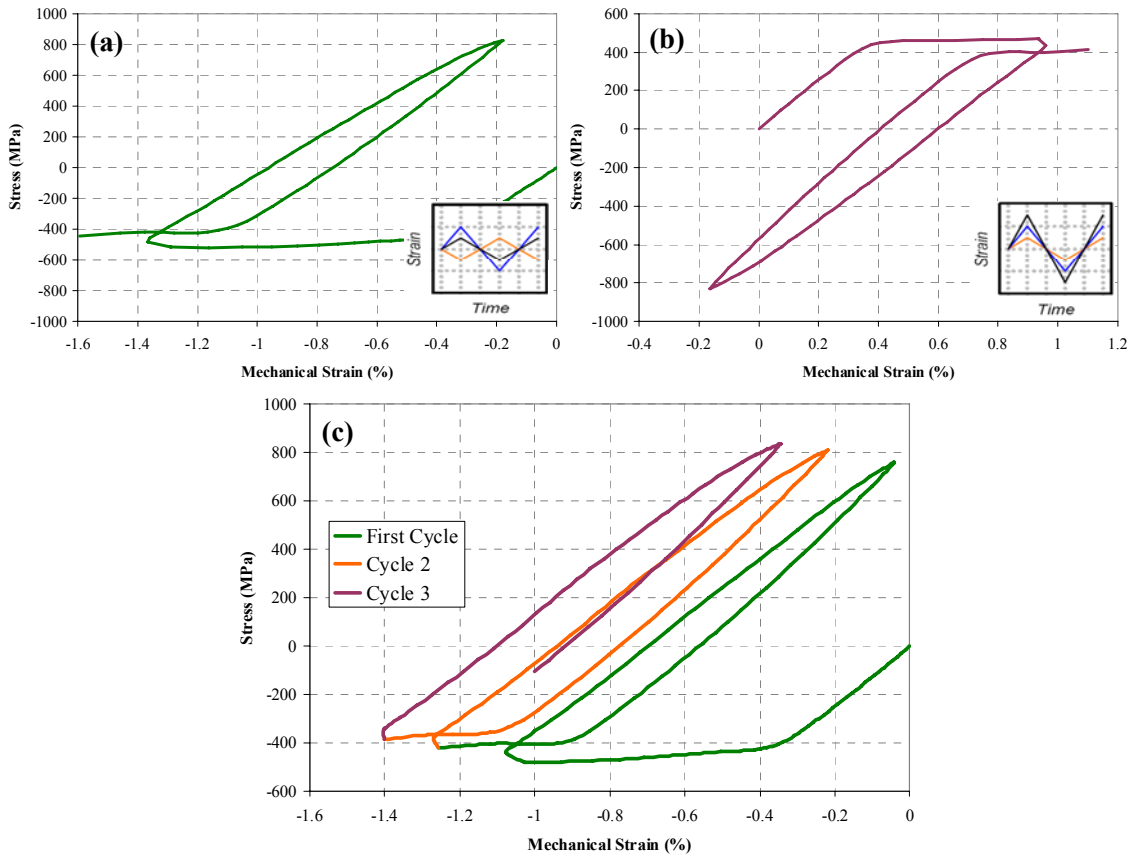 (a)
1000
800
600
400
200
0
-200
-400
-600
-800
-1000
Stress (MPa)
-1.6 -1.4 -1.2 -1 -0.8 -0.6 -0.4 -0.2 0
Mechanical Strain (%)
Strain
Time
(b)
600
400
200
0
-200
-400
-600
-800
-1000
Stress (MPa)
-0.2 0 0.2 0.4 0.6 0.8 1 1.2
Mechanical Strain (%)
Strain
Time
(c)
1000
800
600
400
200
0
-200
-400
-600
Stress (MPa)
First Cycle
Cycle 2
Cycle 3
-1.6 -1.4 -1.2 -1 -0.8 -0.6 -0.4 -0.2 0
Mechanical Strain (%)